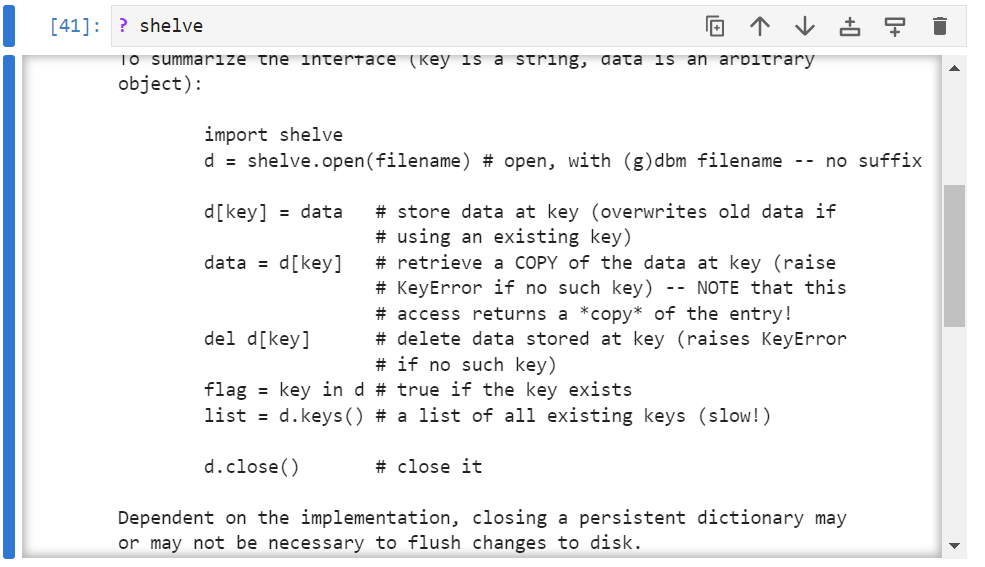 [41]: ? shelve
To summarize the interface (key is a string, data is an arbitrary
object):
import shelve
d = shelve.open(filename) # open, with (g)dbm filename -- no suffix
d[key] = data # store data at key (overwrites old data if
# using an existing key)
data = d[key] # retrieve a COPY of the data at key (raise
# KeyError if no such key) -- NOTE that this
# access returns a *copy* of the entry!
del d[key] # delete data stored at key (raises KeyError
# if no such key)
flag = key in d # true if the key exists
list = d.keys() # a list of all existing keys (slow!)
d.close() # close it
Dependent on the implementation, closing a persistent dictionary may
or may not be necessary to flush changes to disk.